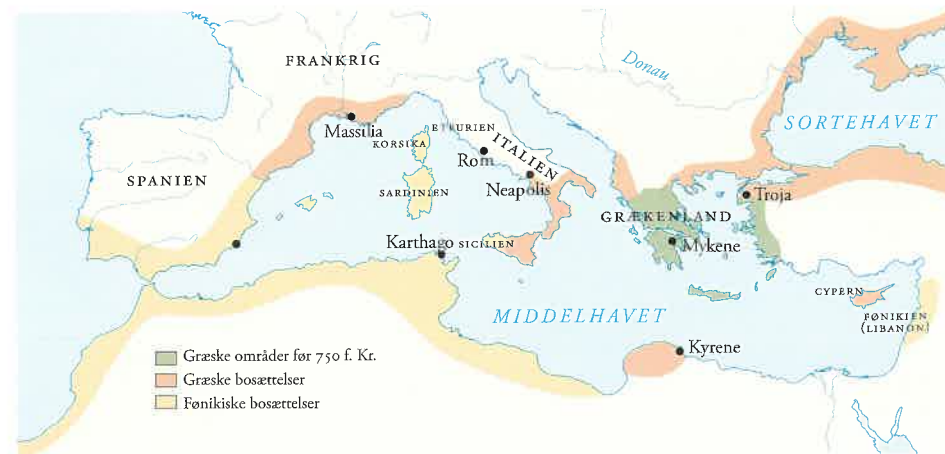 FRANKRIG
Donau
SORTEHAVET
Massilia
ETRURIEN
KORSIKA
ITALIEN
Rom
SPANIEN
SARDINIEN
Neapolis
Troja
GRÆKENLAND
Karthago
SICILIEN
Mykene
CYPERN
MIDDELHAVET
FØNIKIEN
(LIBANON)
Kyrene
Græske områder før 750 f. Kr.
Græske bosættelser
Fønikiske bosættelser